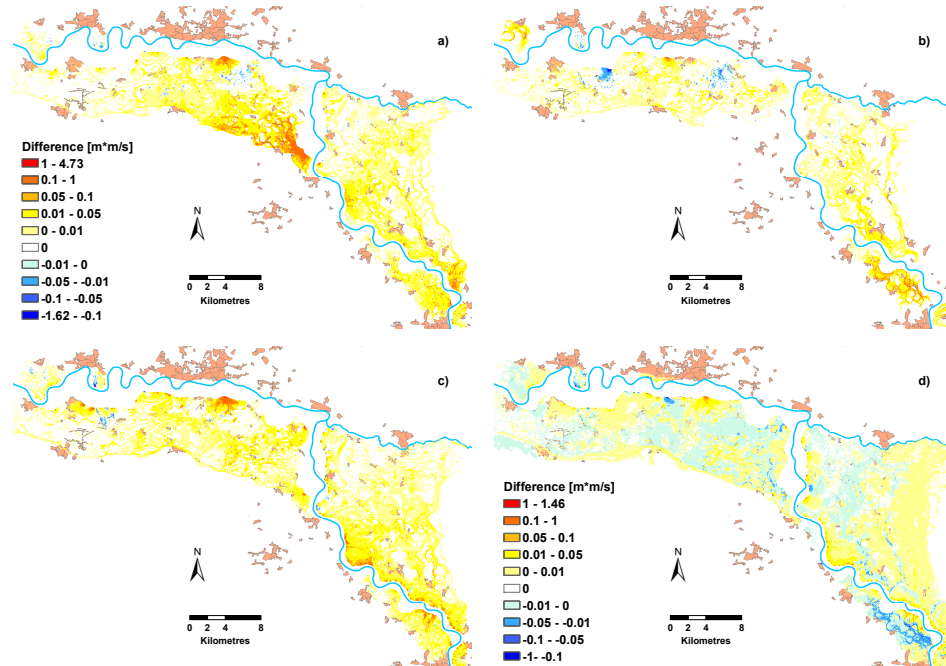 a)
b)
Difference [m*m/s]
1 - 4.73
0.1 - 1
0.05 - 0.1
0.01 - 0.05
0 - 0.01
0
-0.01 - 0
-0.05 - -0.01
-0.1 - -0.05
-1.62 - -0.1
N
0 2 4 8
Kilometres
N
0 2 4 8
Kilometres
c)
d)
N
0 2 4 8
Kilometres
Difference [m*m/s]
1 - 1.46
0.1 - 1
0.05 - 0.1
0.01 - 0.05
0 - 0.01
0
-0.01 - 0
-0.05 - -0.01
-0.1 - -0.05
-1- -0.1
N
0 2 4 8
Kilometres